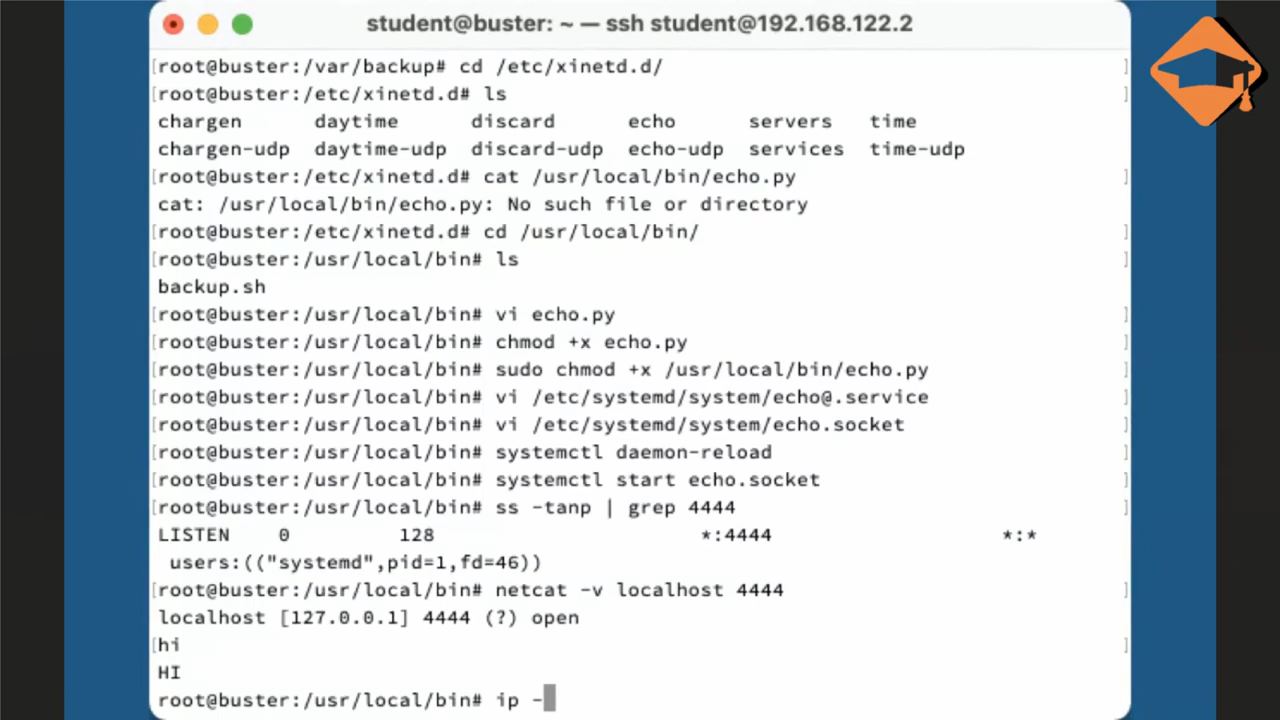 student@buster: ~ — ssh student@192.168.122.2
[root@buster:/var/backup# cd /etc/xinetd.d/ ]
[root@buster:/etc/xinetd.d# ls ]
chargen daytime discard echo servers time
chargen-udp daytime-udp discard-udp echo-udp services time-udp
[root@buster:/etc/xinetd.d# cat /usr/local/bin/echo.py ]
cat: /usr/local/bin/echo.py: No such file or directory
[root@buster:/etc/xinetd.d# cd /usr/local/bin/ ]
[root@buster:/usr/local/bin# ls ]
backup.sh
[root@buster:/usr/local/bin# vi echo.py ]
[root@buster:/usr/local/bin# chmod +x echo.py ]
[root@buster:/usr/local/bin# sudo chmod +x /usr/local/bin/echo.py ]
[root@buster:/usr/local/bin# vi /etc/systemd/system/echo@.service ]
[root@buster:/usr/local/bin# vi /etc/systemd/system/echo.socket ]
[root@buster:/usr/local/bin# systemctl daemon-reload ]
[root@buster:/usr/local/bin# systemctl start echo.socket ]
[root@buster:/usr/local/bin# ss -tanp | grep 4444 ]
LISTEN 0 128 *:4444 *:*
users:(("systemd",pid=1,fd=46))
[root@buster:/usr/local/bin# netcat -v localhost 4444 ]
localhost [127.0.0.1] 4444 (?) open
[hi ]
HI
root@buster:/usr/local/bin# ip -